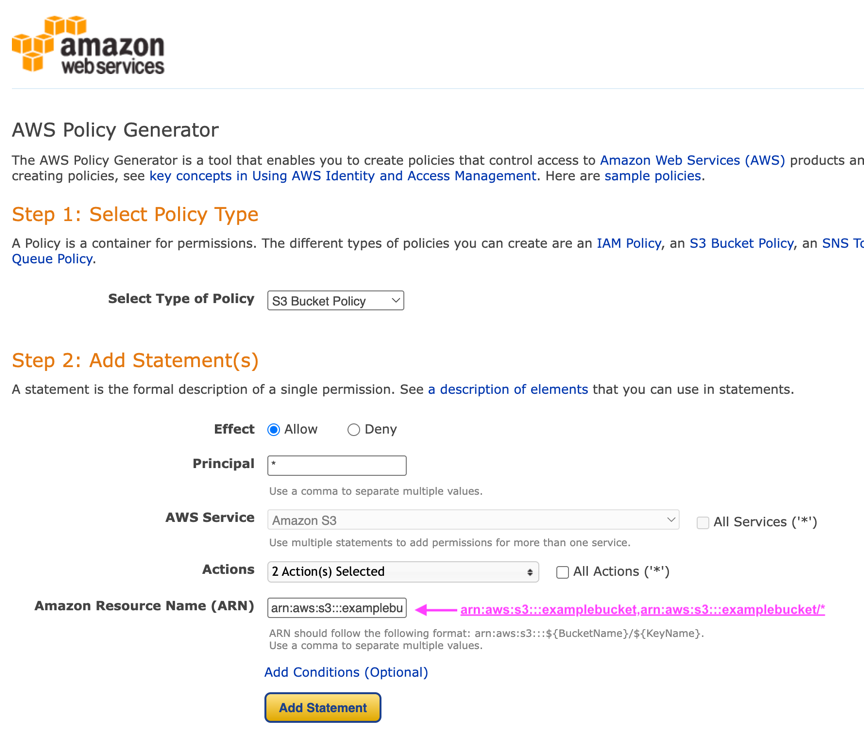 amazon
web services
AWS Policy Generator
The AWS Policy Generator is a tool that enables you to create policies that control access to Amazon Web Services (AWS) products an
creating policies, see key concepts in Using AWS Identity and Access Management. Here are sample policies.
Step 1: Select Policy Type
A Policy is a container for permissions. The different types of policies you can create are an IAM Policy, an S3 Bucket Policy, an SNS To
Queue Policy.
Select Type of Policy S3 Bucket Policy
Step 2: Add Statement(s)
A statement is the formal description of a single permission. See a description of elements that you can use in statements.
Effect Allow Deny
Principal *
Use a comma to separate multiple values.
AWS Service Amazon S3 All Services ('*')
Use multiple statements to add permissions for more than one service.
Actions 2 Action(s) Selected All Actions ('*')
Amazon Resource Name (ARN) arn:aws:s3:::examplebu arn:aws:s3:::examplebucket,arn:aws:s3:::examplebucket/*
ARN should follow the following format: arn:aws:s3:::${BucketName}/${KeyName}.
Use a comma to separate multiple values.
Add Conditions (Optional)
Add Statement